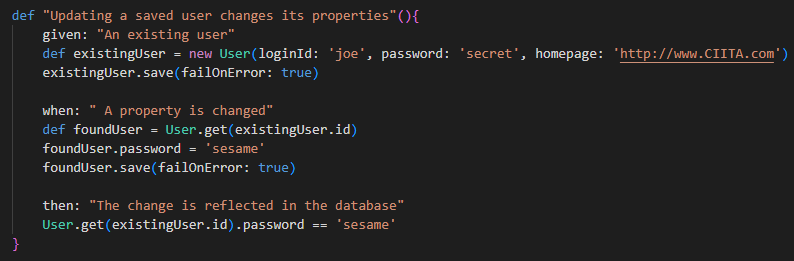 def "Updating a saved user changes its properties"(){
given: "An existing user"
def existingUser = new User(loginId: 'joe', password: 'secret', homepage: 'http://www.CIITA.com')
existingUser.save(failOnError: true)
when: " A property is changed"
def foundUser = User.get(existingUser.id)
foundUser.password = 'sesame'
foundUser.save(failOnError: true)
then: "The change is reflected in the database"
User.get(existingUser.id).password == 'sesame'
}